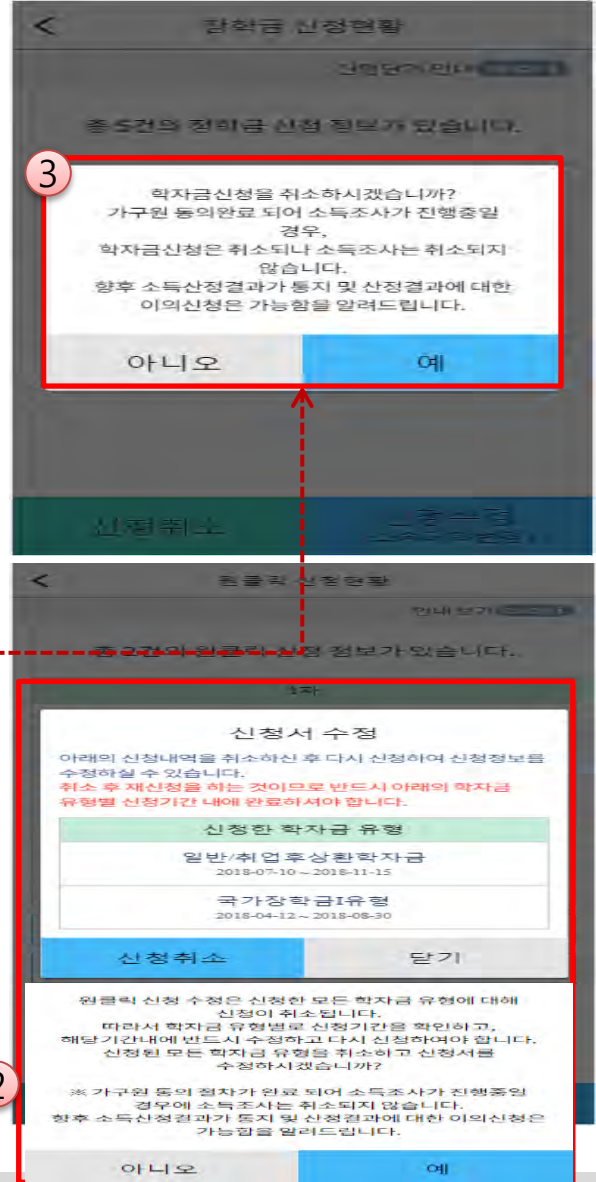 <
장학금 신청현황
총 5건의 장학금 신청 정보가 있습니다.
3
학자금신청을 취소하시겠습니까?
가구원 동의완료 되어 소득조사가 진행중일
경우,
학자금신청은 취소되나 소득조사는 취소되지
않습니다.
향후 소득산정결과가 통지 및 산정결과에 대한
이의신청은 가능함을 알려드립니다.
아니오
예
신청취소
<
원클릭 신청현황
안내보기
총 2건의 원클릭 신청 정보가 있습니다.
1차
신청서 수정
아래의 신청내역을 취소하신 후 다시 신청하여 신청정보를
수정하실 수 있습니다.
취소 후 재신청을 하는 것이므로 반드시 아래의 학자금
유형별 신청기간 내에 완료하셔야 합니다.
신청한 학자금 유형
일반/취업후상환학자금
2018-07-10 ~ 2018-11-15
국가장학금I유형
2018-04-12 ~ 2018-08-30
신청취소
닫기
원클릭 신청 수정은 신청한 모든 학자금 유형에 대해
신청이 취소됩니다.
따라서 학자금 유형별로 신청기간을 확인하고,
해당기간내에 반드시 수정하고 다시 신청하여야 합니다.
신청된 모든 학자금 유형을 취소하고 신청서를
수정하시겠습니까?
※ 가구원 동의 절차가 완료 되어 소득조사가 진행중일
경우에 소득조사는 취소되지 않습니다.
향후 소득산정결과가 통지 및 산정결과에 대한 이의신청은
가능함을 알려드립니다.
2
아니오
예